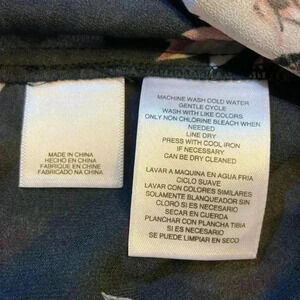 MADE IN CHINA
HECHO EN CHINA
FABRIQUE EN CHINE
FABRICADO NA CHINA
MACHINE WASH COLD WATER
GENTLE CYCLE
WASH WITH LIKE COLORS
ONLY NON CHLORINE BLEACH WHEN
NEEDED
LINE DRY
PRESS WITH COOL IRON
IF NECESSARY
CAN BE DRY CLEANED
LAVAR A MAQUINA EN AGUA FRIA
CICLO SUAVE
LAVAR CON COLORES SIMILARES
SOLAMENTE BLANQUEADOR SIN
CLORO SI ES NECESARIO
SECAR EN CUERDA
PLANCHAR CON PLANCHA TIBIA
SI ES NECESARIO
SE PUEDE LIMPIAR EN SECO